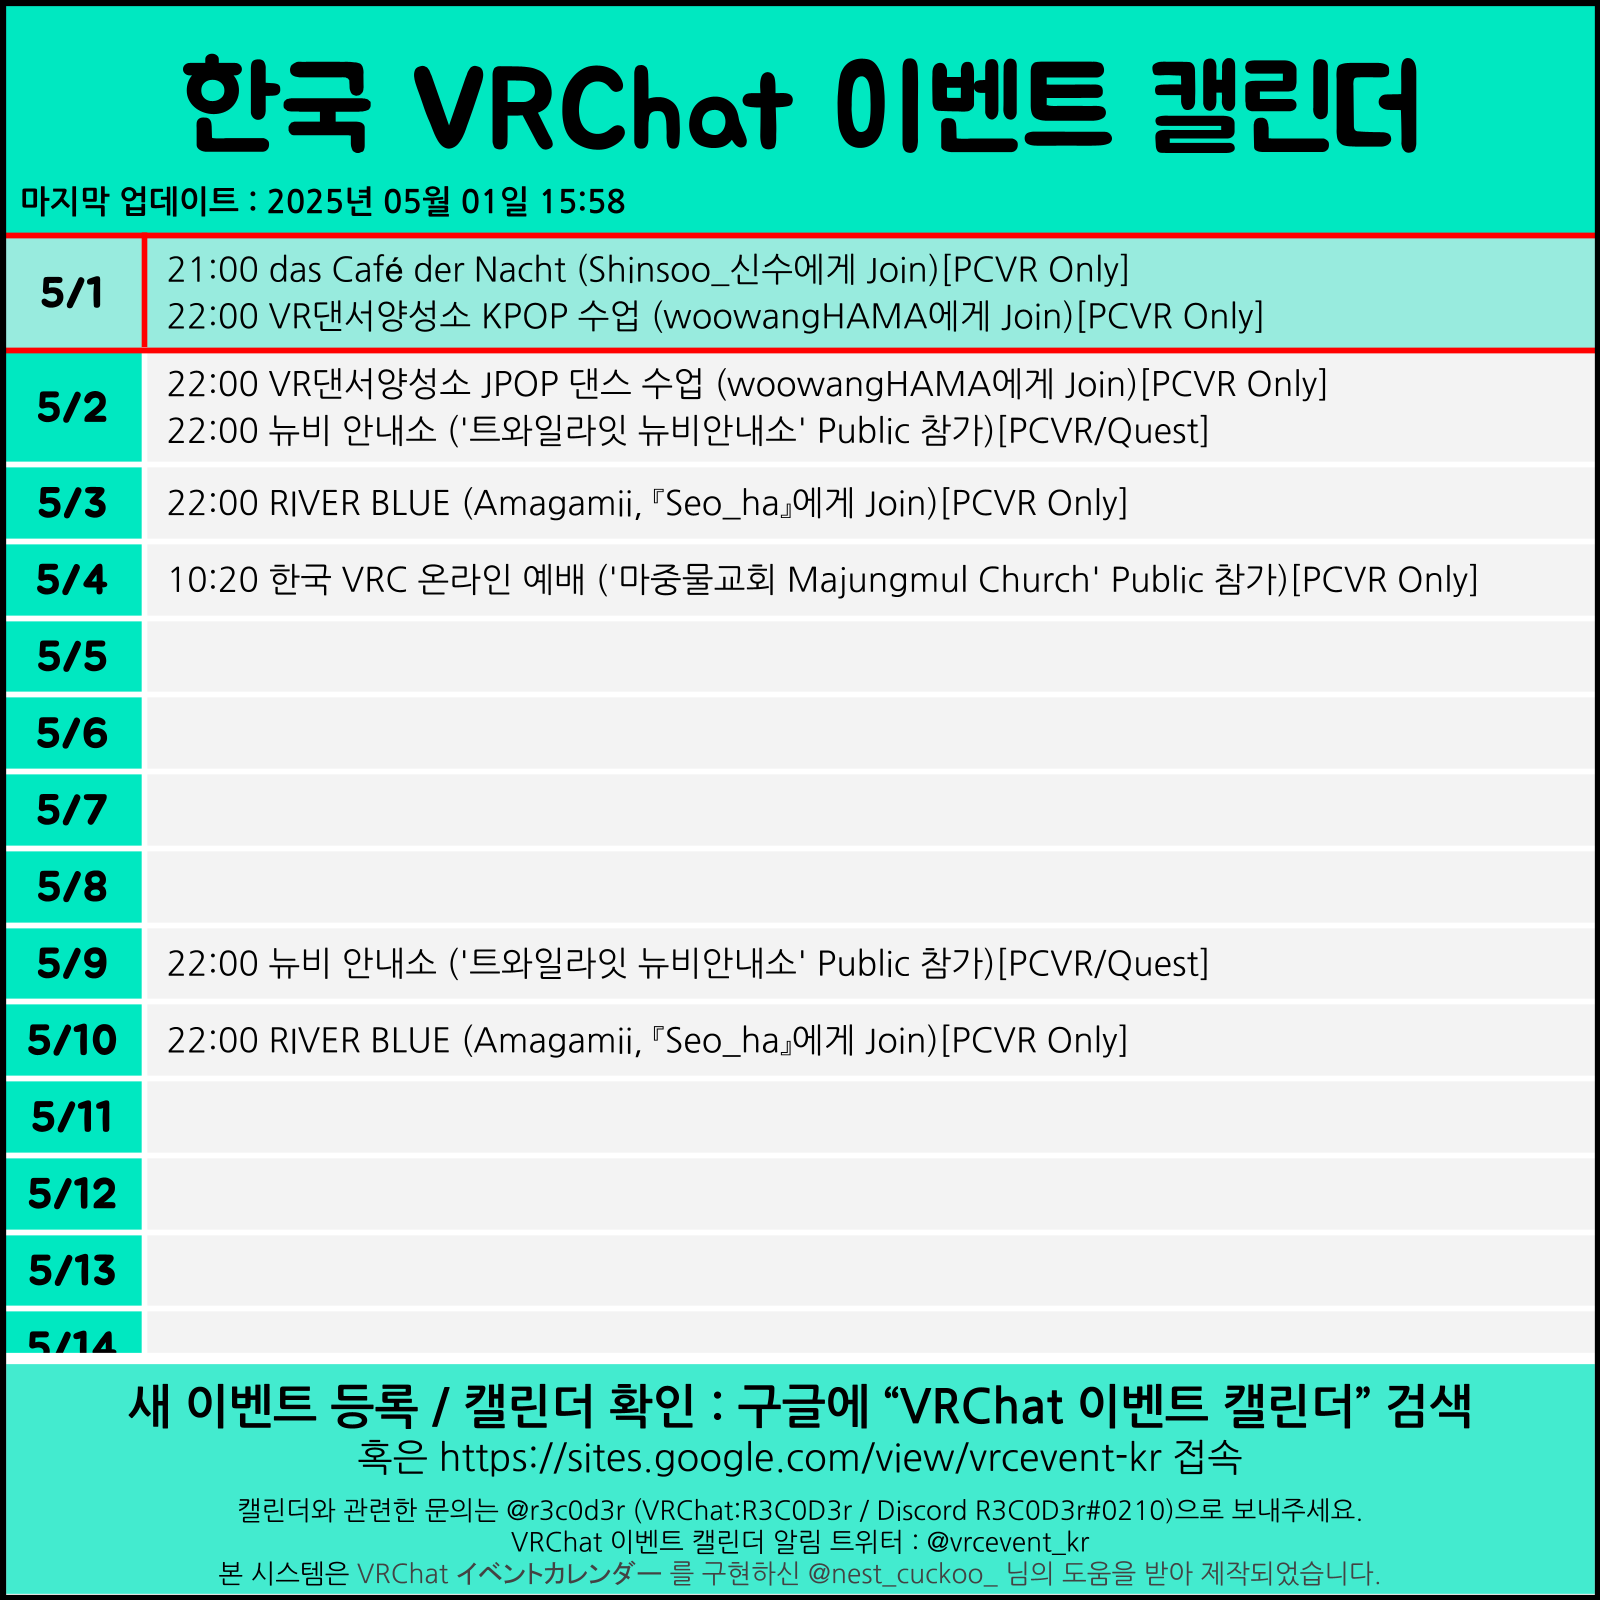 한국 VRChat 이벤트 캘린더
마지막 업데이트 : 2025년 05월 01일 15:58
5/1
21:00 das Café der Nacht (Shinsoo_신수에게 Join)[PCVR Only]
22:00 VR댄서양성소 KPOP 수업 (woowangHAMA에게 Join)[PCVR Only]
5/2
22:00 VR댄서양성소 JPOP 댄스 수업 (woowangHAMA에게 Join)[PCVR Only]
22:00 뉴비 안내소 ('트와일라잇 뉴비안내소' Public 참가)[PCVR/Quest]
5/3
22:00 RIVER BLUE (Amagamii, 『Seo_ha』에게 Join)[PCVR Only]
5/4
10:20 한국 VRC 온라인 예배 ('마중물교회 Majungmul Church' Public 참가)[PCVR Only]
5/5
5/6
5/7
5/8
5/9
22:00 뉴비 안내소 ('트와일라잇 뉴비안내소' Public 참가)[PCVR/Quest]
5/10
22:00 RIVER BLUE (Amagamii, 『Seo_ha』에게 Join)[PCVR Only]
5/11
5/12
5/13
5/14
새 이벤트 등록 / 캘린더 확인 : 구글에 “VRChat 이벤트 캘린더” 검색
혹은 https://sites.google.com/view/vrcevent-kr 접속
캘린더와 관련한 문의는 @r3c0d3r (VRChat:R3C0D3r / Discord R3C0D3r#0210)으로 보내주세요.
VRChat 이벤트 캘린더 알림 트위터 : @vrcevent_kr
본 시스템은 VRChat イベントカレンダー 를 구현하신 @nest_cuckoo_ 님의 도움을 받아 제작되었습니다.